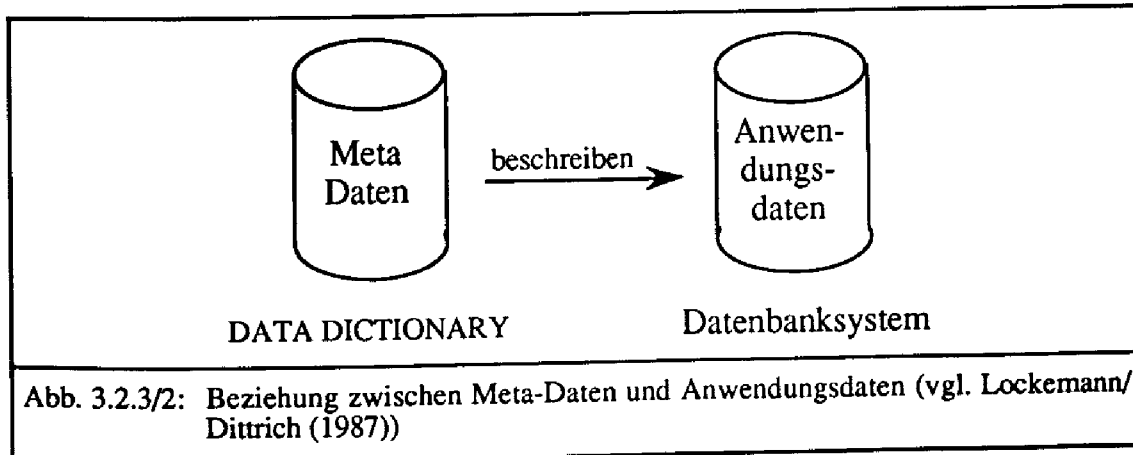 Meta
Daten
beschreiben
Anwen-
dungs-
daten
DATA DICTIONARY
Datenbanksystem
Abb. 3.2.3/2: Beziehung zwischen Meta-Daten und Anwendungsdaten (vgl. Lockemann/
Dittrich (1987))